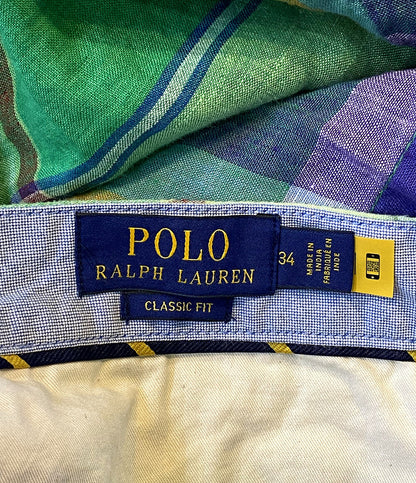 POLO
RALPH LAUREN
CLASSIC FIT
34
MADE IN
INDIA
FABRIQUÉ EN
INDE